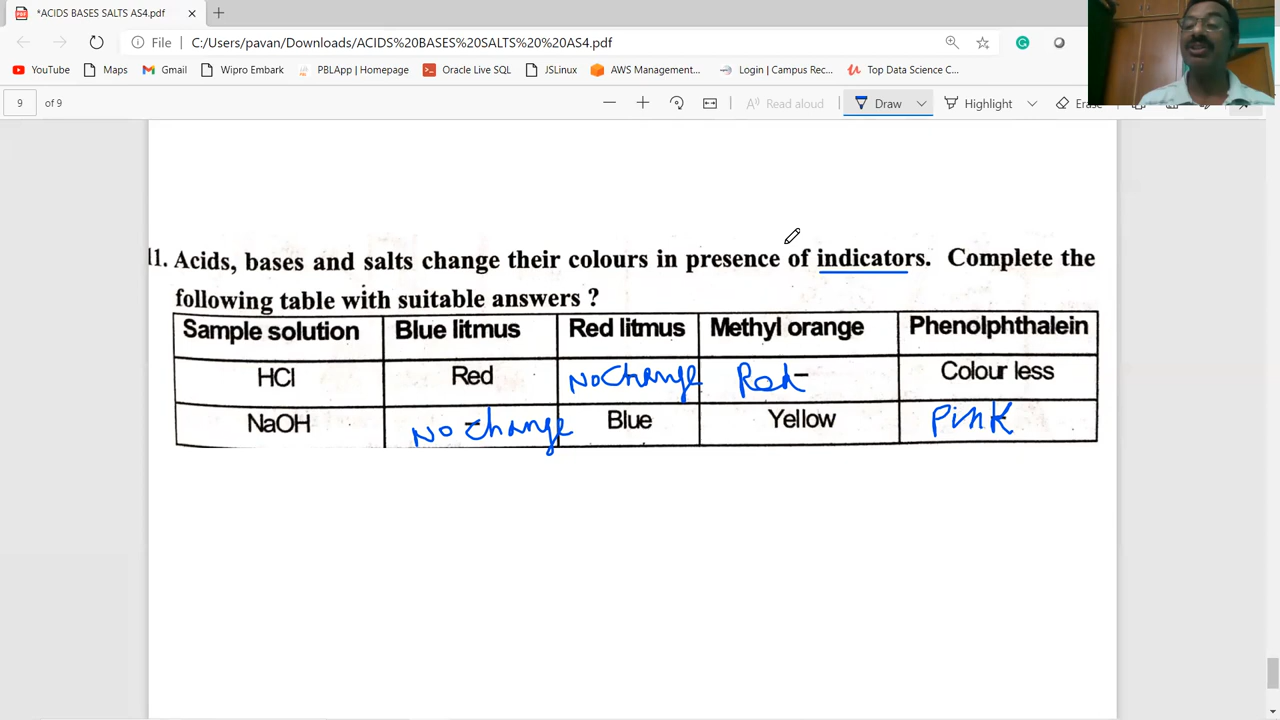 *ACIDS BASES SALTS AS4.pdf
File C:/Users/pavan/Downloads/ACIDS%20BASES%20SALTS%20%20AS4.pdf
YouTube Maps Gmail Wipro Embark PBLApp | Homepage Oracle Live SQL JSLinux AWS Management... Login | Campus Rec... Top Data Science C...
9 of 9 Read aloud Draw Highlight Erase
11. Acids, bases and salts change their colours in presence of indicators. Complete the
following table with suitable answers ?
Sample solution Blue litmus Red litmus Methyl orange Phenolphthalein
HCl Red No Change Red Colour less
NaOH No change Blue Yellow Pink